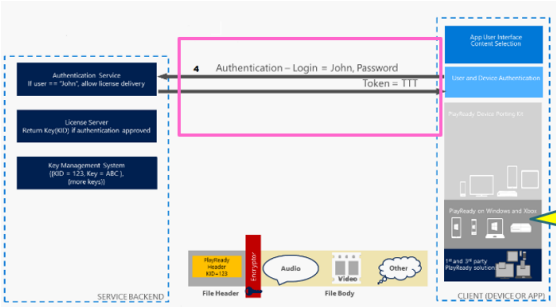 App User Interface
Content Selection
4 Authentication – Login = John, Password
Authentication Service
If user == "John", allow license delivery
User and Device Authentication
Token = TTT
License Server
Return Key(KID) if authentication approved
PlayReady Device Porting Kit
Key Management System
({KID = 123, Key = ABC },
{more keys})
PlayReady on Windows and Xbox
PlayReady
Header
KID=123
Encryptor
Audio
Video
Other
1st and 3rd party
PlayReady solution
File Header
File Body
SERVICE BACKEND
CLIENT (DEVICE OR APP)